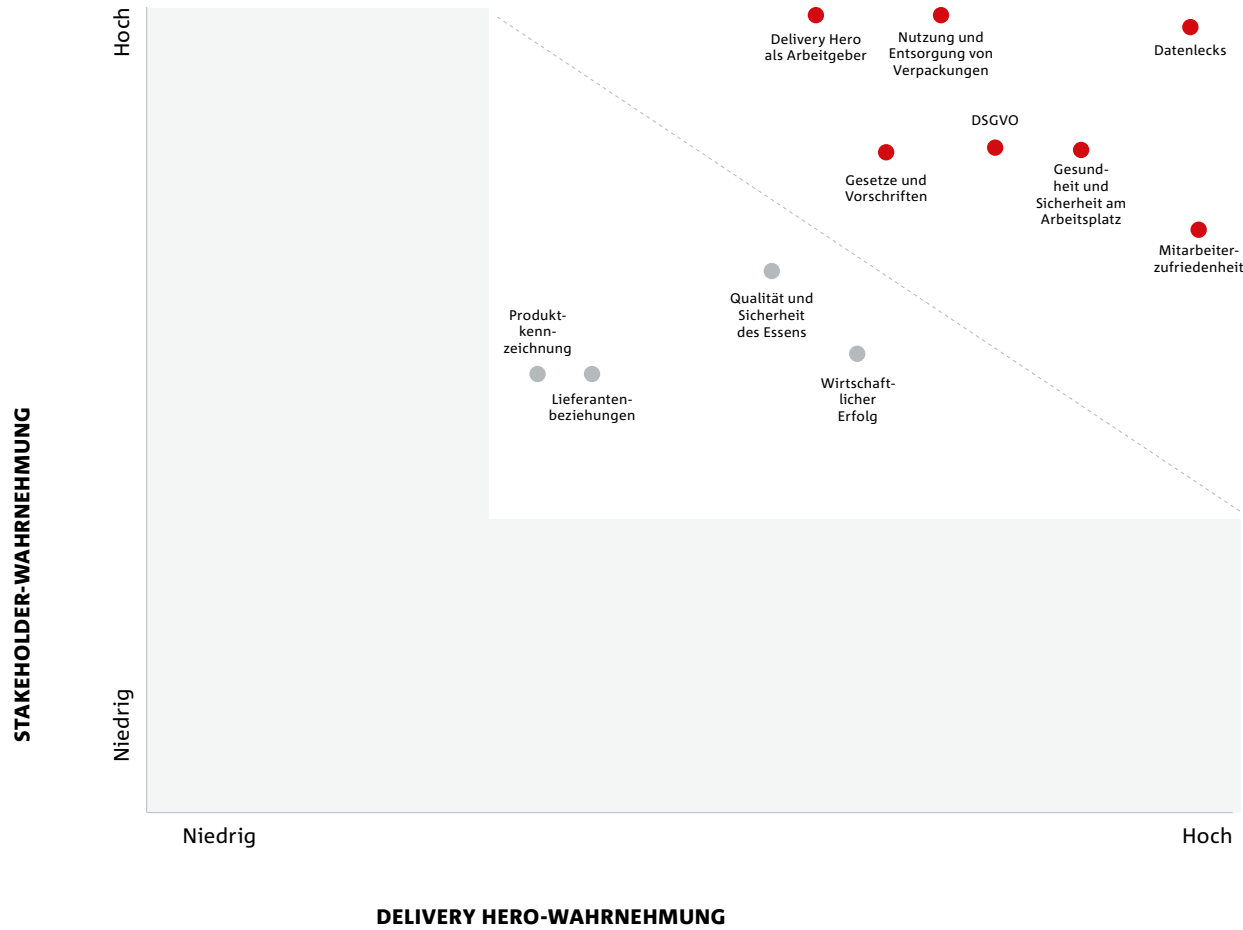 Hoch
Delivery Hero
als Arbeitgeber
Nutzung und
Entsorgung von
Verpackungen
Datenlecks
DSGVO
Gesetze und
Vorschriften
Gesund-
heit und
Sicherheit am
Arbeitsplatz
Mitarbeiter-
zufriedenheit
Qualität und
Sicherheit
des Essens
Produkt-
kenn-
zeichnung
Lieferanten-
beziehungen
Wirtschaft-
licher
Erfolg
STAKEHOLDER-WAHRNEHMUNG
Niedrig
Niedrig
Hoch
DELIVERY HERO-WAHRNEHMUNG